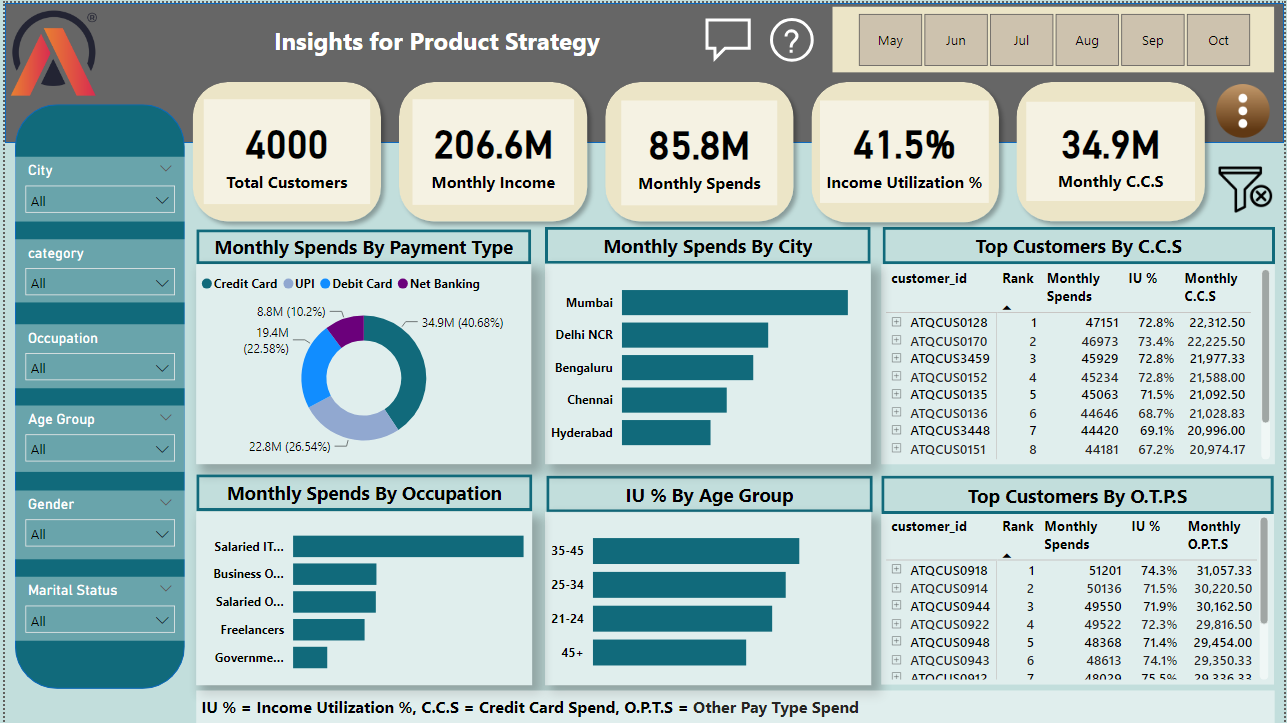 ®
Insights for Product Strategy
?
May Jun Jul Aug Sep Oct
4000
Total Customers
206.6M
Monthly Income
85.8M
Monthly Spends
41.5%
Income Utilization %
34.9M
Monthly C.C.S
City
All
category
All
Occupation
All
Age Group
All
Gender
All
Marital Status
All
Monthly Spends By Payment Type
Credit Card UPI Debit Card Net Banking
8.8M (10.2%)
34.9M (40.68%)
19.4M
(22.58%)
22.8M (26.54%)
Monthly Spends By City
Mumbai
Delhi NCR
Bengaluru
Chennai
Hyderabad
Top Customers By C.C.S
customer_id Rank Monthly Spends IU % Monthly C.C.S
ATQCUS0128 1 47151 72.8% 22,312.50
ATQCUS0170 2 46973 73.4% 22,225.50
ATQCUS3459 3 45929 72.8% 21,977.33
ATQCUS0152 4 45234 72.8% 21,588.00
ATQCUS0135 5 45063 71.5% 21,092.50
ATQCUS0136 6 44646 68.7% 21,028.83
ATQCUS3448 7 44420 69.1% 20,996.00
ATQCUS0151 8 44181 67.2% 20,974.17
Monthly Spends By Occupation
Salaried IT...
Business O...
Salaried O...
Freelancers
Governme...
IU % By Age Group
35-45
25-34
21-24
45+
Top Customers By O.T.P.S
customer_id Rank Monthly Spends IU % Monthly O.P.T.S
ATQCUS0918 1 51201 74.3% 31,057.33
ATQCUS0914 2 50136 71.5% 30,220.50
ATQCUS0944 3 49550 71.9% 30,162.50
ATQCUS0922 4 49522 72.3% 29,816.50
ATQCUS0948 5 48368 71.4% 29,454.00
ATQCUS0943 6 48613 74.1% 29,350.33
ATQCUS0912 7 48029 75.5% 29,336.33
IU % = Income Utilization %, C.C.S = Credit Card Spend, O.P.T.S = Other Pay Type Spend